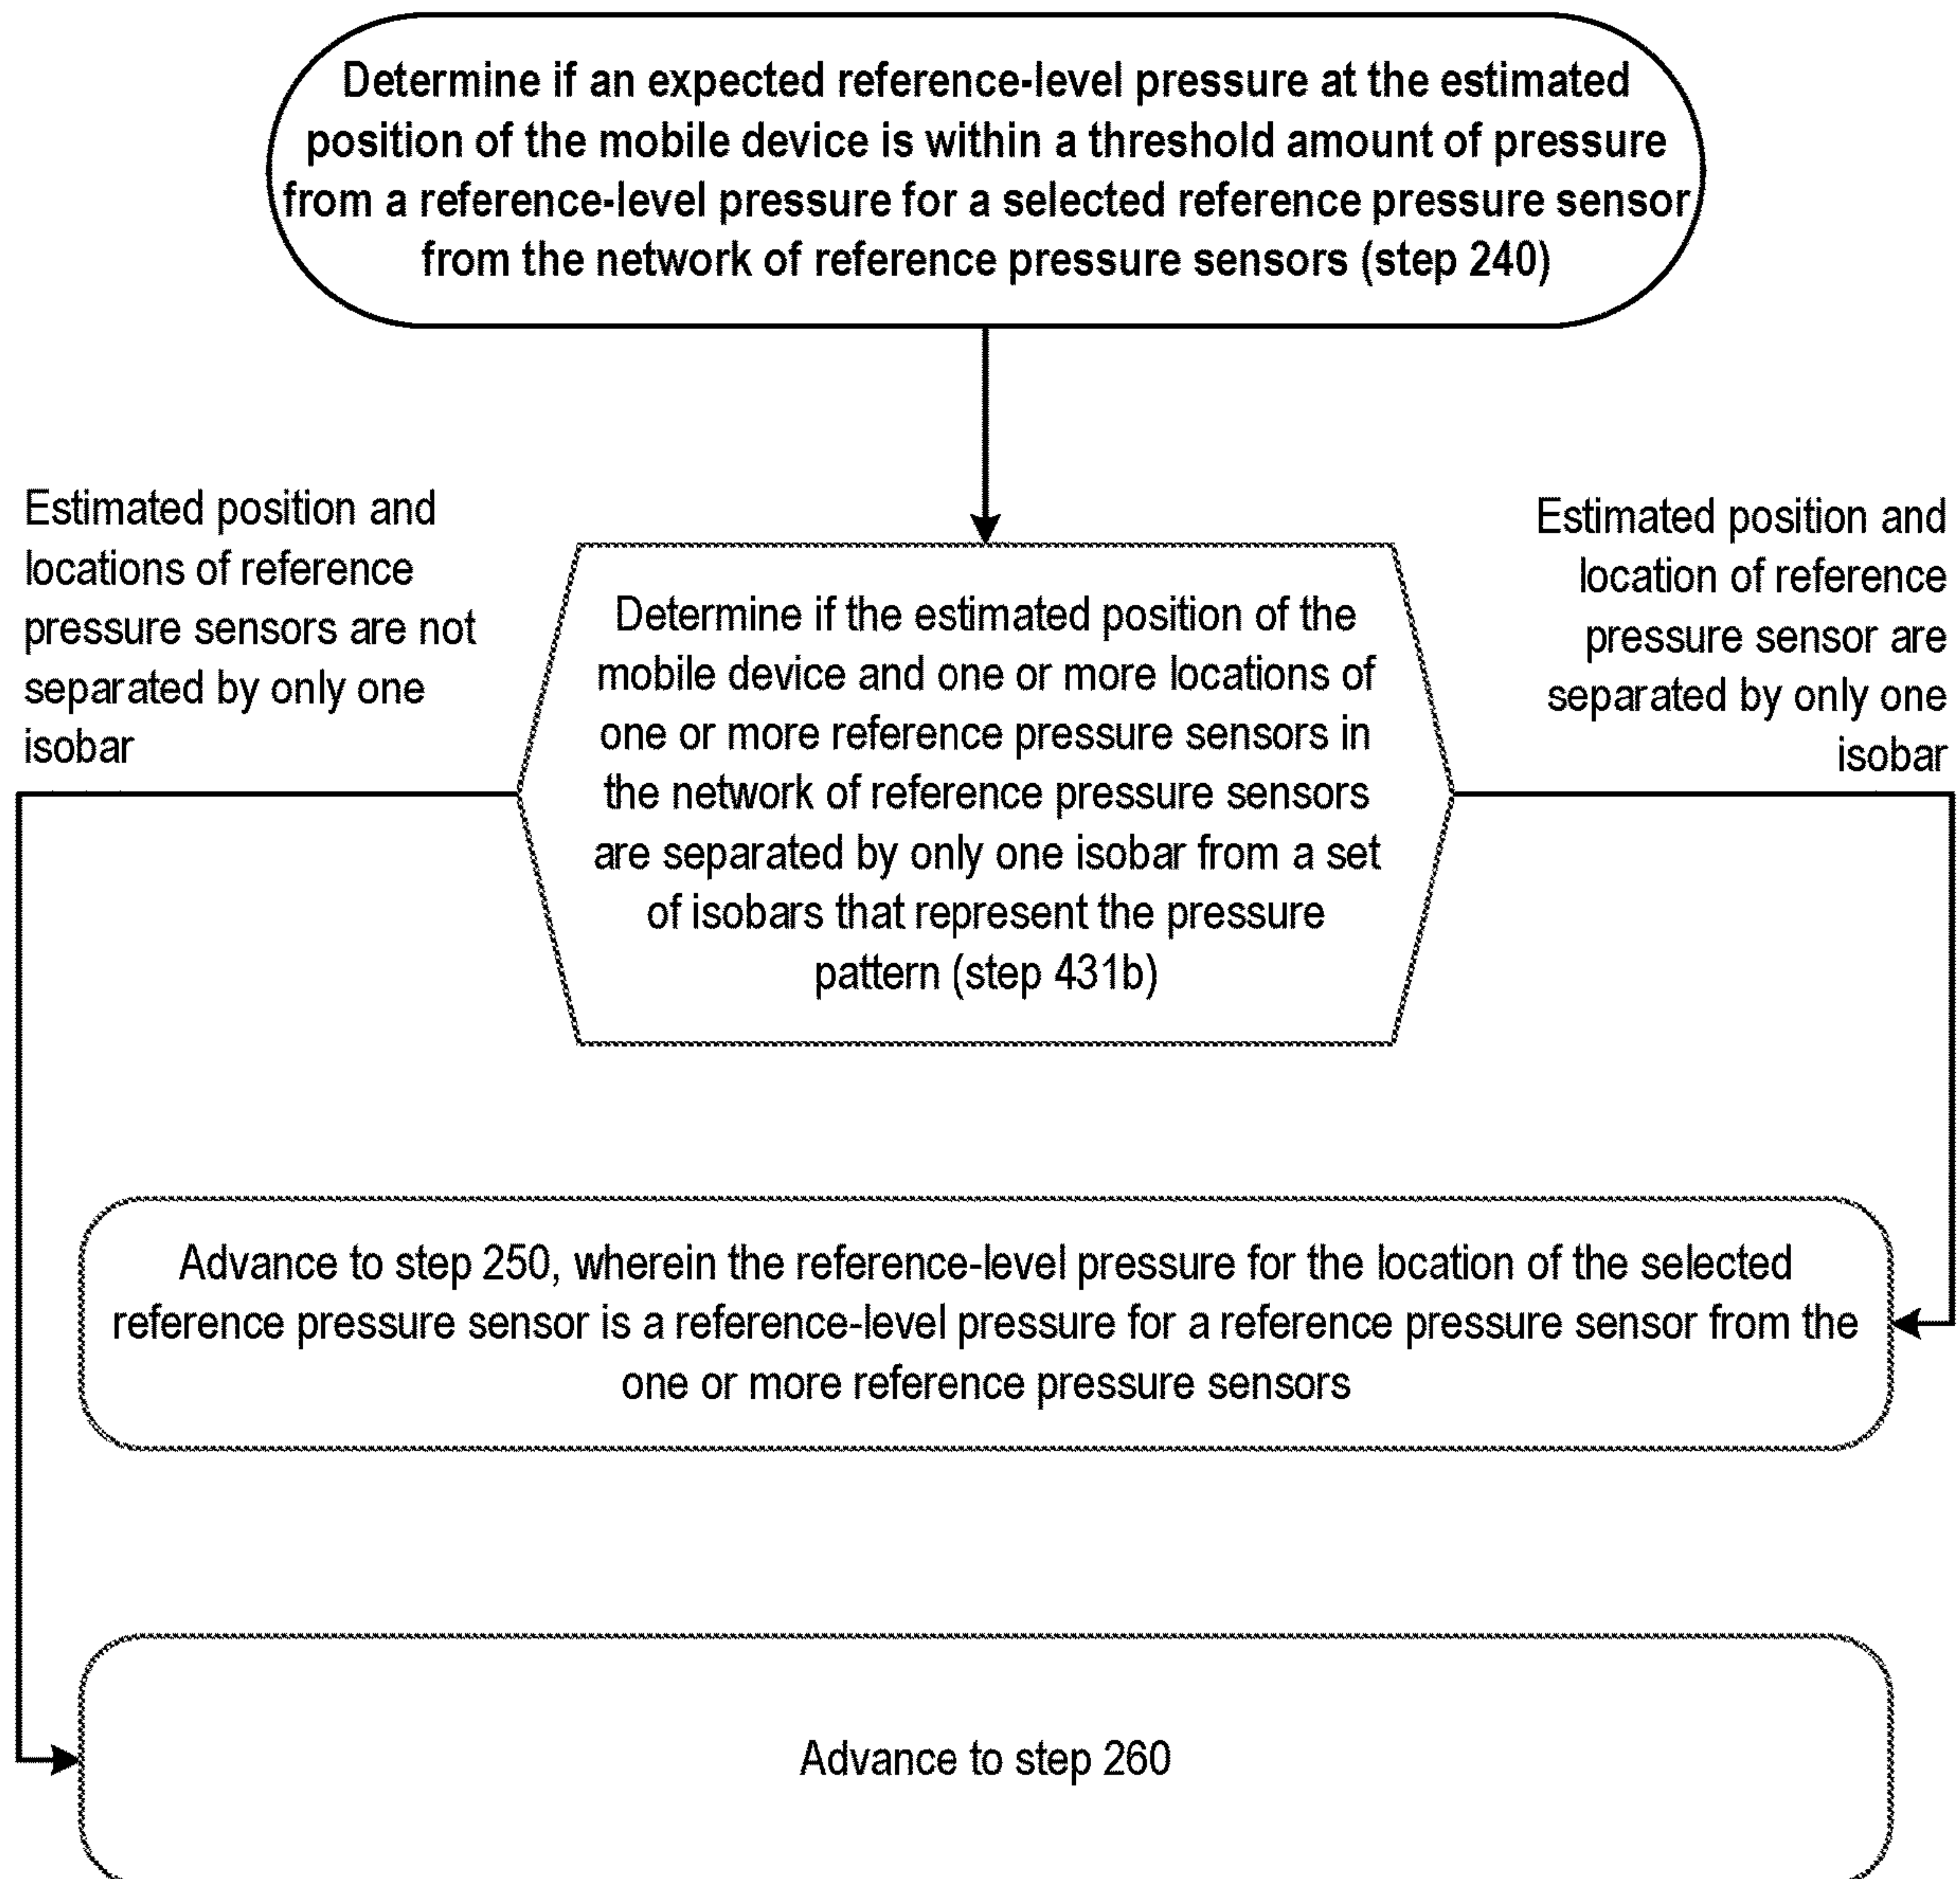 Determine if an expected reference-level pressure at the estimated
position of the mobile device is within a threshold amount of pressure
from a reference-level pressure for a selected reference pressure sensor
from the network of reference pressure sensors (step 240)
Estimated position and
locations of reference
pressure sensors are not
separated by only one
isobar
Estimated position and
location of reference
pressure sensor are
separated by only one
isobar
Determine if the estimated position of the
mobile device and one or more locations of
one or more reference pressure sensors in
the network of reference pressure sensors
are separated by only one isobar from a set
of isobars that represent the pressure
pattern (step 431b)
Advance to step 250, wherein the reference-level pressure for the location of the selected
reference pressure sensor is a reference-level pressure for a reference pressure sensor from the
one or more reference pressure sensors
Advance to step 260